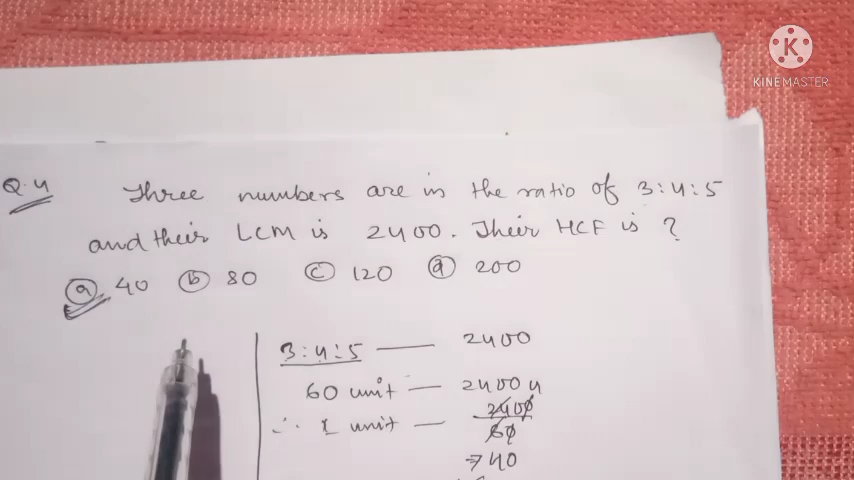 K
KINEMASTER
Q.4 Three numbers are in the ratio of 3:4:5
and their LCM is 2400. Their HCF is ?
(a) 40 (b) 80 (c) 120 (d) 200
3:4:5 — 2400
60 unit — 2400 u
∴ 1 unit — 2400
60
40